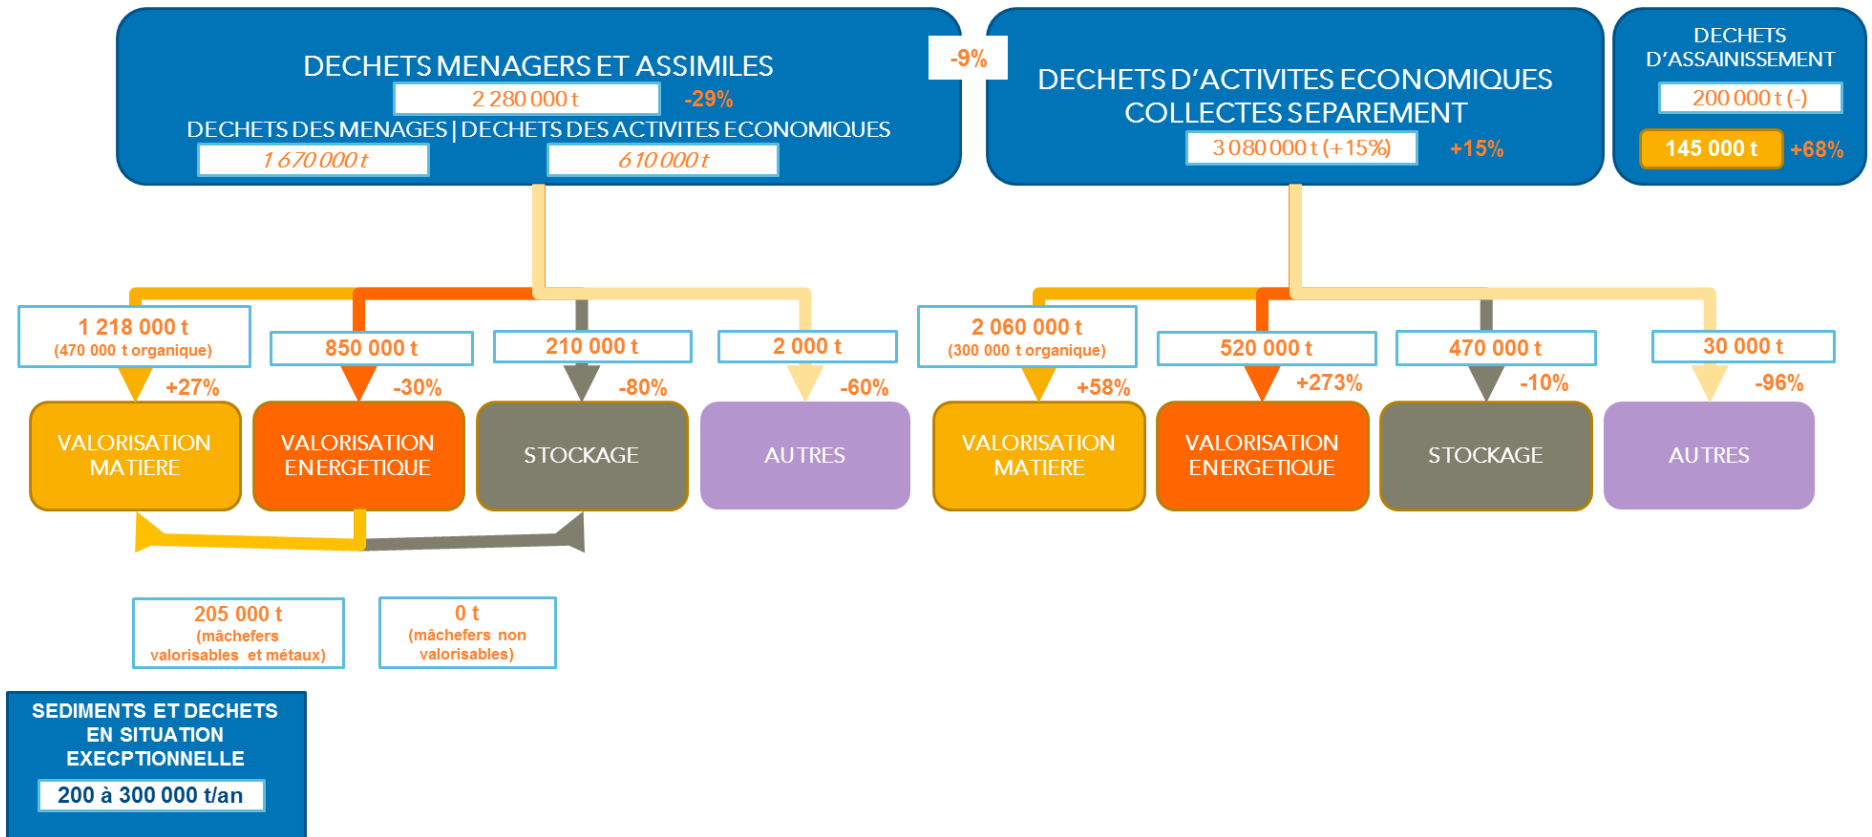 DECHETS MENAGERS ET ASSIMILES
2 280 000 t
-29%
DECHETS DES MENAGES | DECHETS DES ACTIVITES ECONOMIQUES
1 670 000 t
610 000 t
-9%
DECHETS D'ACTIVITES ECONOMIQUES
COLLECTES SEPAREMENT
3 080 000 t (+15%)
+15%
DECHETS
D'ASSAINISSEMENT
200 000 t (-)
145 000 t
+68%
1 218 000 t
(470 000 t organique)
+27%
850 000 t
-30%
210 000 t
-80%
2 000 t
-60%
2 060 000 t
(300 000 t organique)
+58%
520 000 t
+273%
470 000 t
-10%
30 000 t
-96%
VALORISATION
MATIERE
VALORISATION
ENERGETIQUE
STOCKAGE
AUTRES
VALORISATION
MATIERE
VALORISATION
ENERGETIQUE
STOCKAGE
AUTRES
205 000 t
(mâchefers
valorisables et métaux)
0 t
(mâchefers non
valorisables)
SEDIMENTS ET DECHETS
EN SITUATION
EXECPTIONNELLE
200 à 300 000 t/an